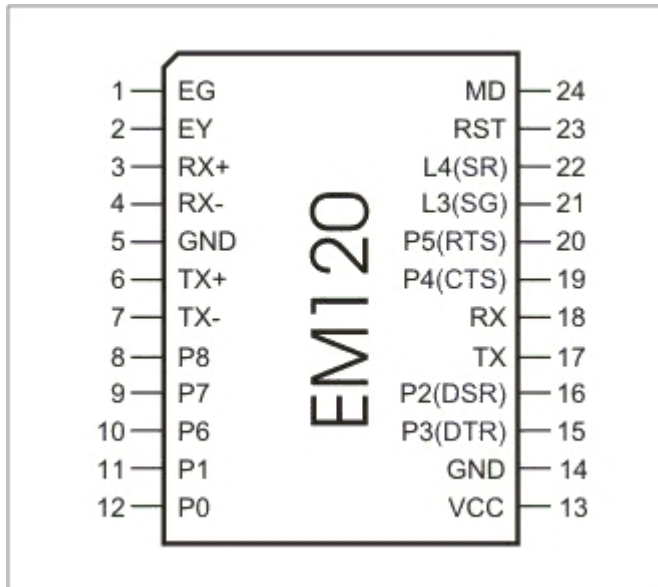 1 EG MD 24
2 EY RST 23
3 RX+ L4(SR) 22
4 RX- L3(SG) 21
5 GND P5(RTS) 20
6 TX+ P4(CTS) 19
7 TX- RX 18
8 P8 TX 17
9 P7 P2(DSR) 16
10 P6 P3(DTR) 15
11 P1 GND 14
12 P0 VCC 13
EM120